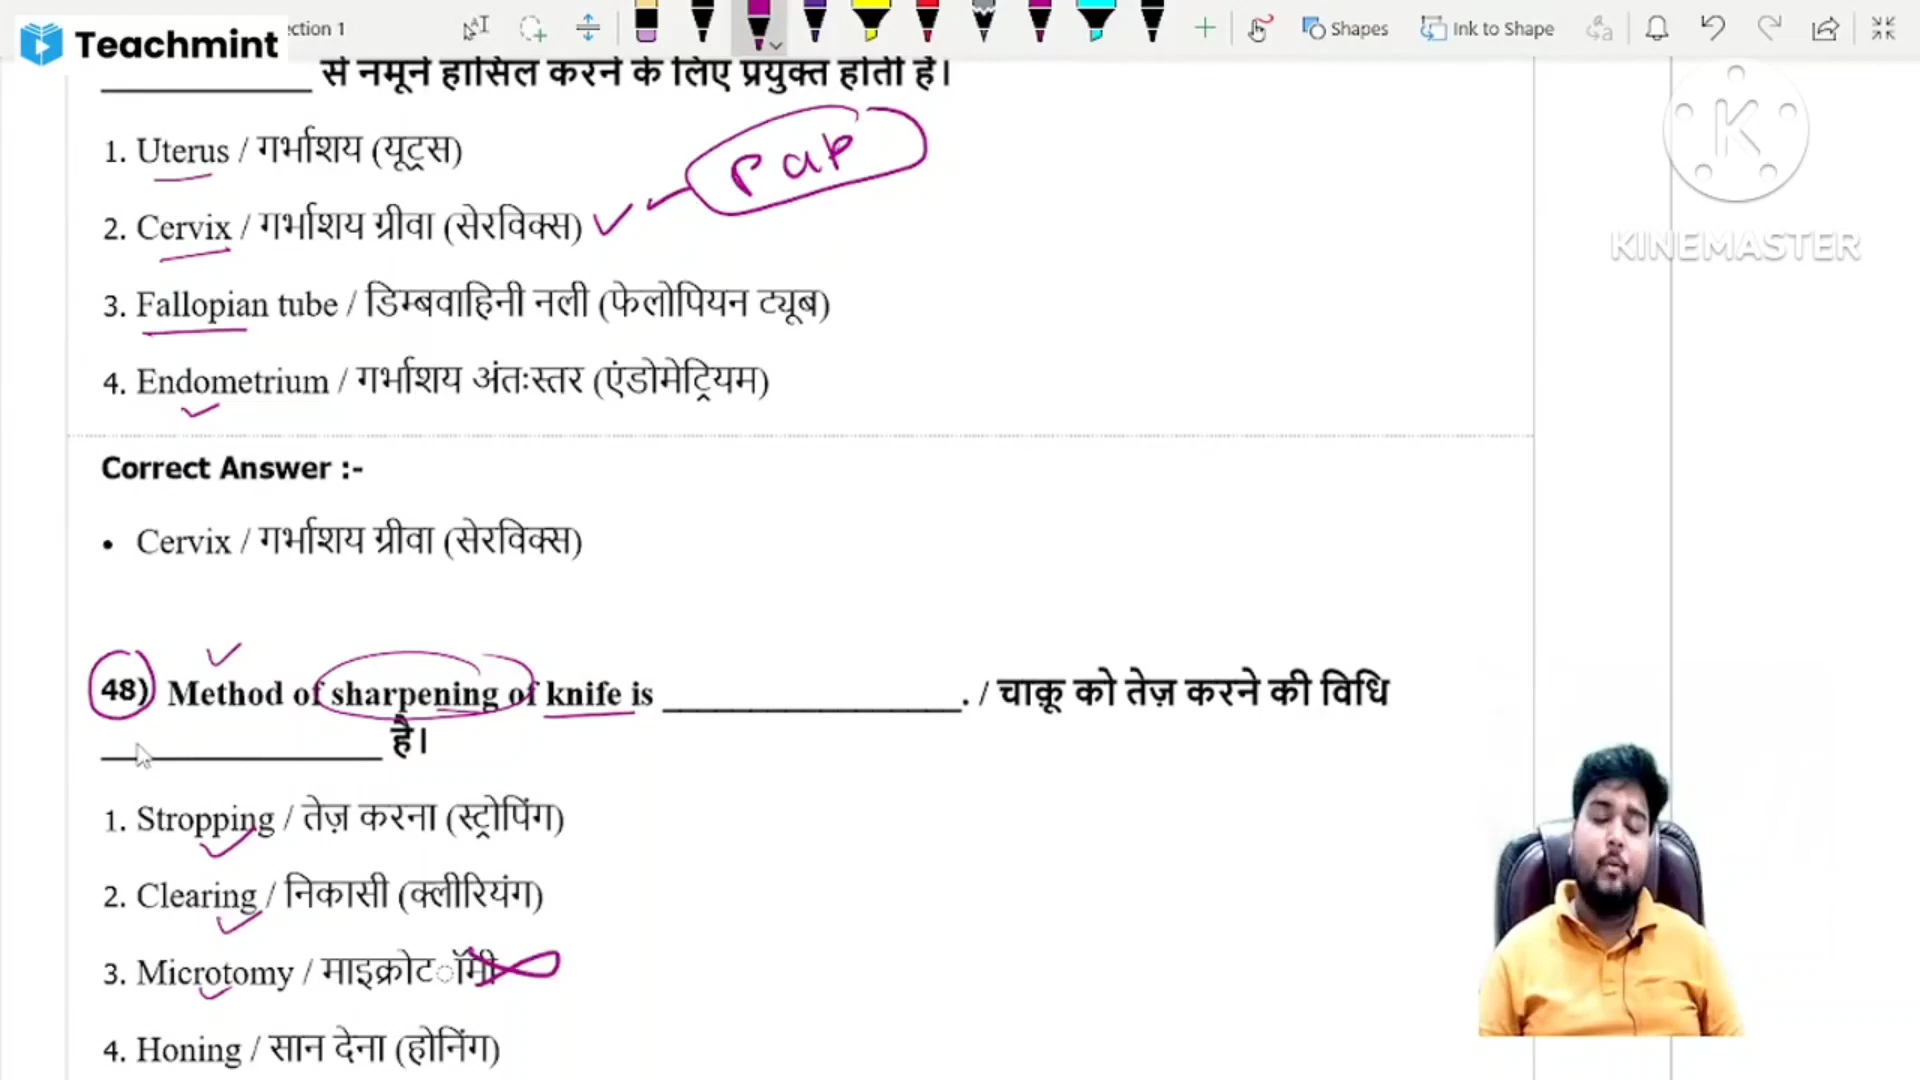 Teachmint
ction 1
Shapes
Ink to Shape
____________ से नमूने हासिल करने के लिए प्रयुक्त होती है।
1. Uterus / गर्भाशय (यूट्रस)
Pap
2. Cervix / गर्भाशय ग्रीवा (सेरविक्स)
3. Fallopian tube / डिम्बवाहिनी नली (फेलोपियन ट्यूब)
4. Endometrium / गर्भाशय अंतःस्तर (एंडोमेट्रियम)
Correct Answer :-
• Cervix / गर्भाशय ग्रीवा (सेरविक्स)
48) Method of sharpening of knife is _________________. / चाक़ू को तेज़ करने की विधि
________________ है।
1. Stropping / तेज़ करना (स्ट्रोपिंग)
2. Clearing / निकासी (क्लीरियंग)
3. Microtomy / माइक्रोटॉमी
4. Honing / सान देना (होनिंग)
K
KINEMASTER